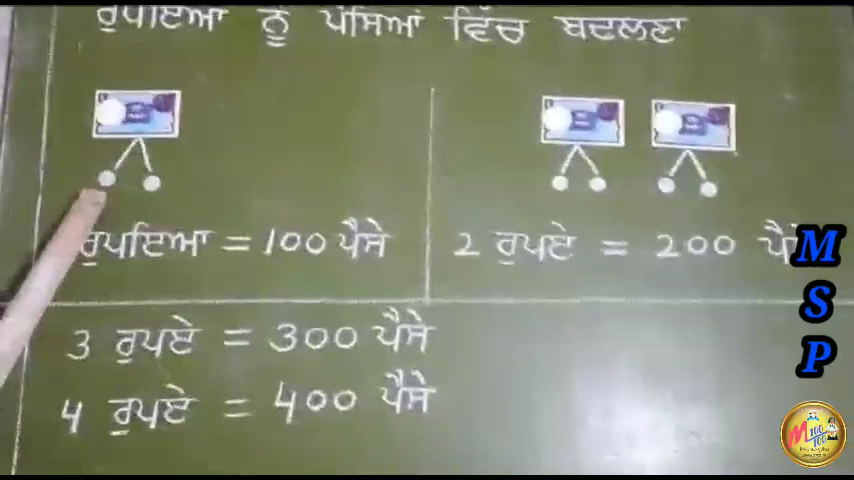 ਰੁਪਇਆ ਨੂੰ ਪੈਸਿਆਂ ਵਿੱਚ ਬਦਲਣਾ
ਰੁਪਇਆ = 100 ਪੈਸੇ
2 ਰੁਪਏ = 200 ਪੈਸੇ
3 ਰੁਪਏ = 300 ਪੈਸੇ
4 ਰੁਪਏ = 400 ਪੈਸੇ
M
S
P